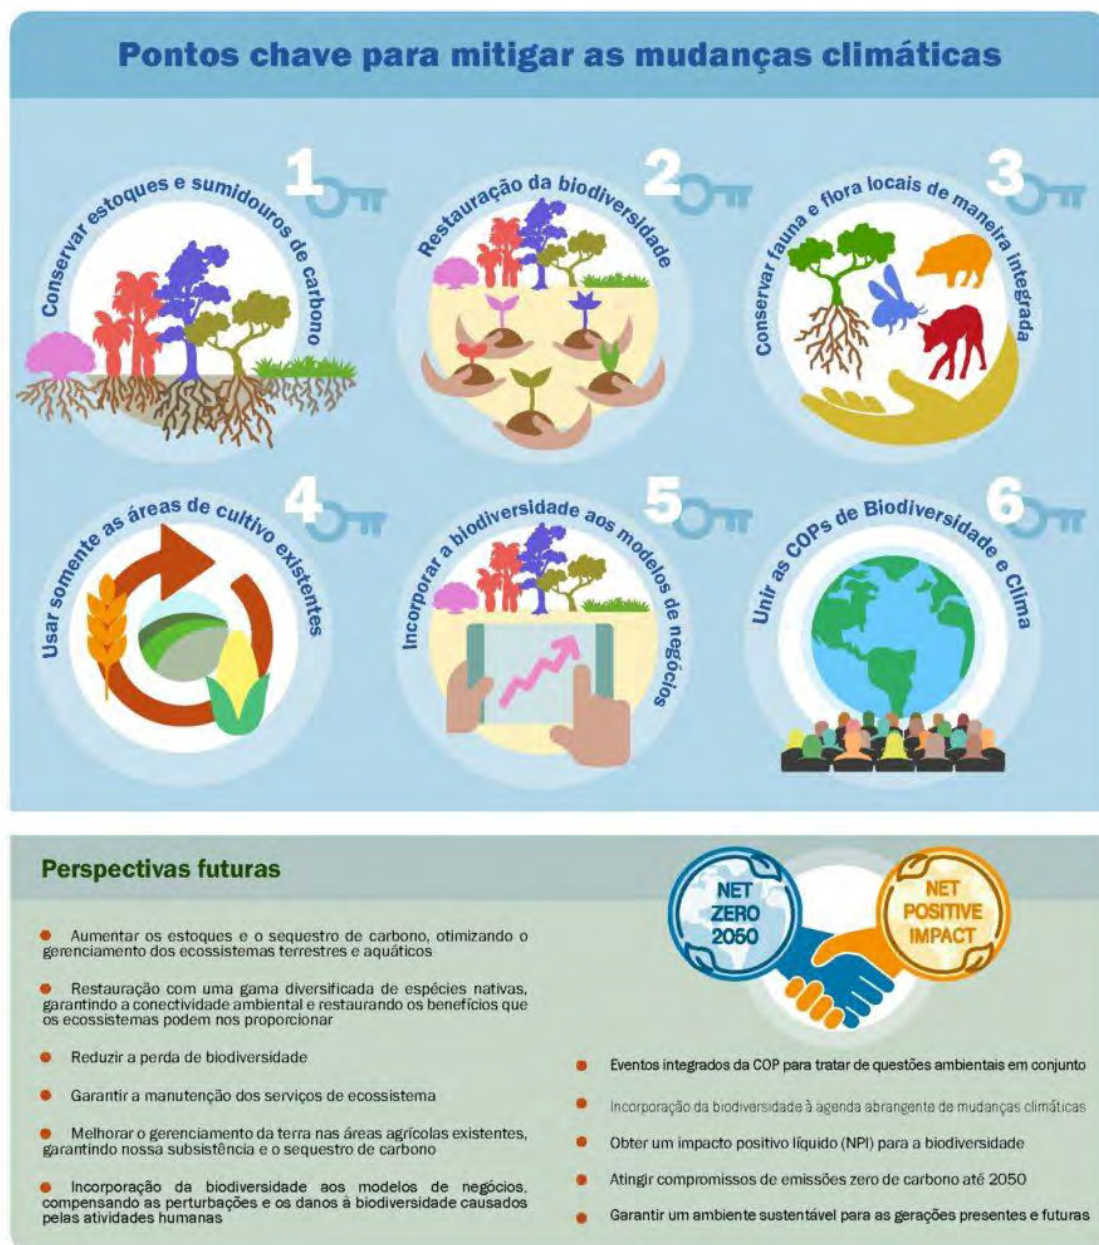 Pontos chave para mitigar as mudanças climáticas
1
Conservar estoques e sumidouros de carbono
2
Restauração da biodiversidade
3
Conservar fauna e flora locais de maneira integrada
4
Usar somente as áreas de cultivo existentes
5
Incorporar a biodiversidade aos modelos de negócios
6
Unir as COPs de Biodiversidade e Clima
Perspectivas futuras
Aumentar os estoques e o sequestro de carbono, otimizando o
gerenciamento dos ecossistemas terrestres e aquáticos
Restauração com uma gama diversificada de espécies nativas,
garantindo a conectividade ambiental e restaurando os benefícios que
os ecossistemas podem nos proporcionar
Reduzir a perda de biodiversidade
Garantir a manutenção dos serviços de ecossistema
Melhorar o gerenciamento da terra nas áreas agrícolas existentes,
garantindo nossa subsistência e o sequestro de carbono
Incorporação da biodiversidade aos modelos de negócios,
compensando as perturbações e os danos à biodiversidade causados
pelas atividades humanas
NET
ZERO
2050
NET
POSITIVE
IMPACT
Eventos integrados da COP para tratar de questões ambientais em conjunto
Incorporação da biodiversidade à agenda abrangente de mudanças climáticas
Obter um impacto positivo líquido (NPI) para a biodiversidade
Atingir compromissos de emissões zero de carbono até 2050
Garantir um ambiente sustentável para as gerações presentes e futuras